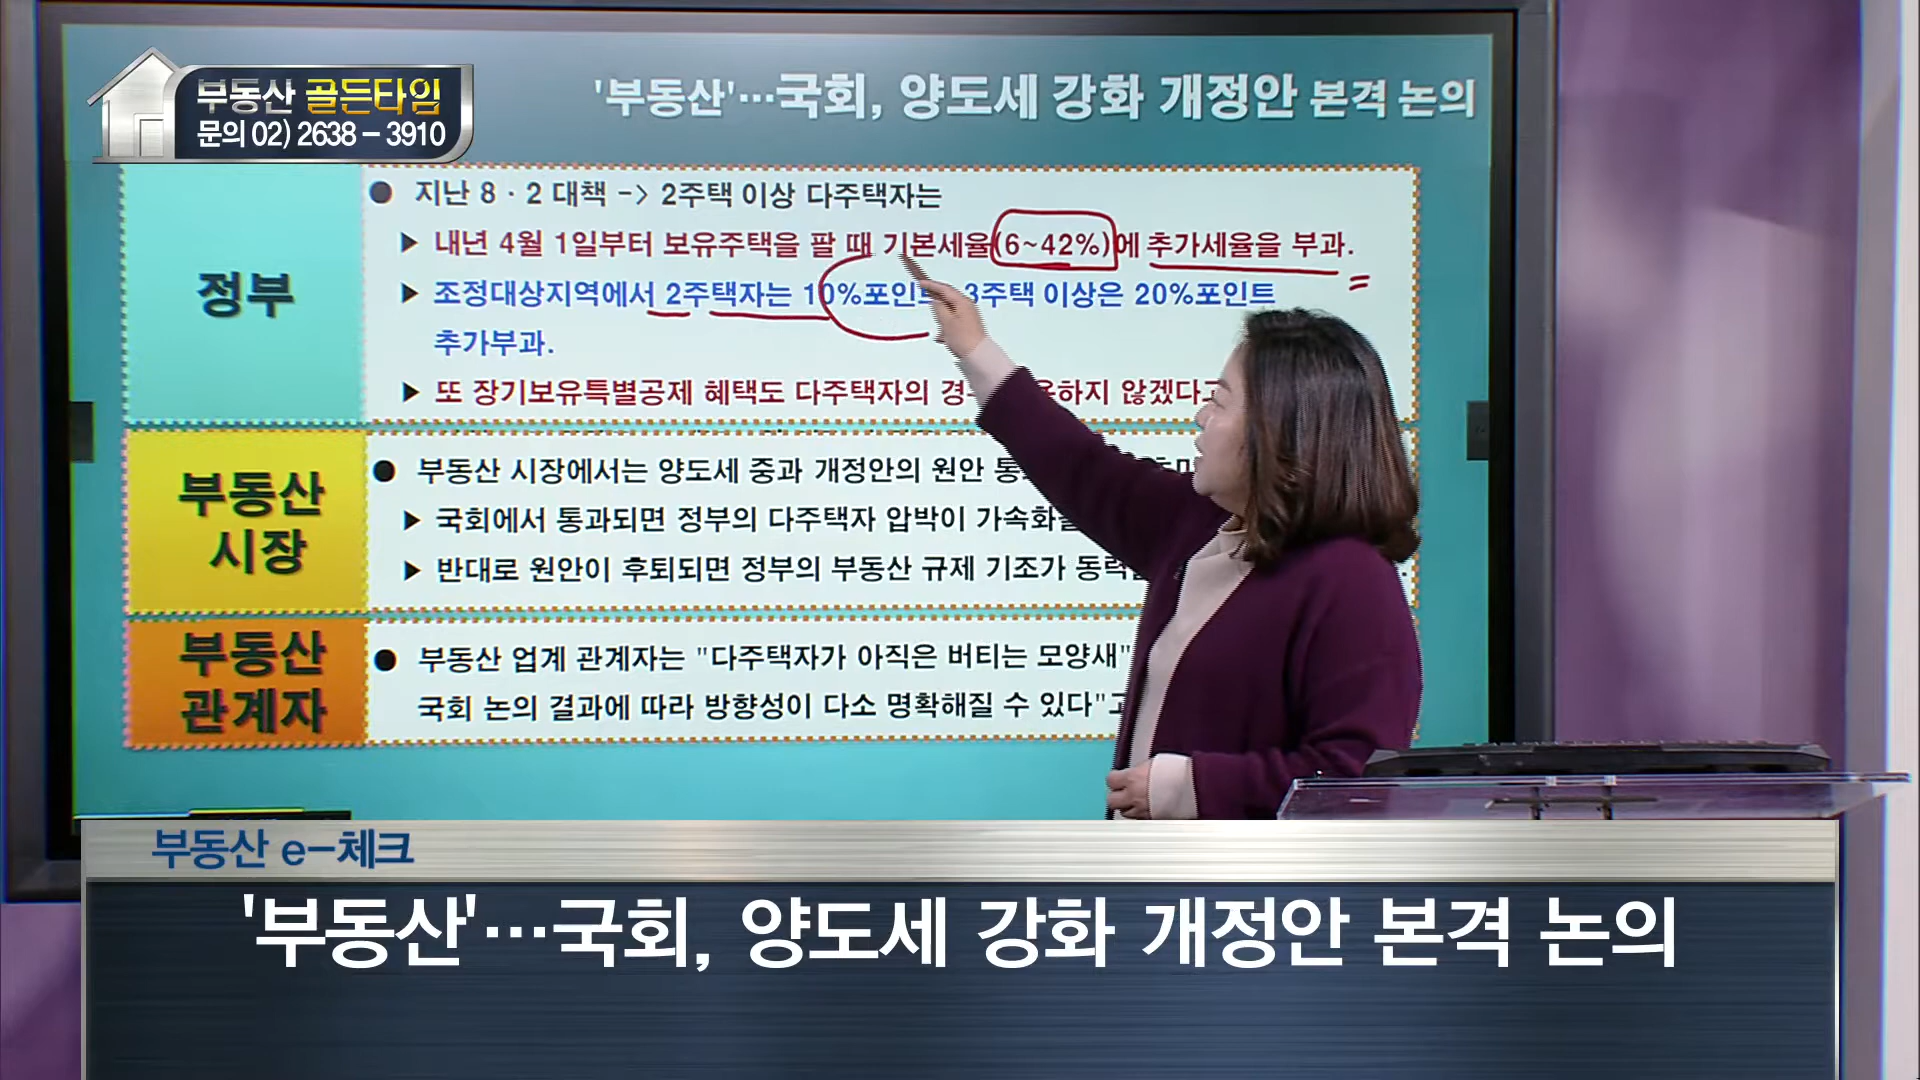 부동산 골든타임
문의 02) 2638 - 3910
'부동산'…국회, 양도세 강화 개정안 본격 논의
정부
● 지난 8·2 대책 -> 2주택 이상 다주택자는
▶ 내년 4월 1일부터 보유주택을 팔 때 기본세율(6~42%)에 추가세율을 부과.
▶ 조정대상지역에서 2주택자는 10%포인트 3주택 이상은 20%포인트
추가부과.
▶ 또 장기보유특별공제 혜택도 다주택자의 하지 않겠다고
부동산
시장
● 부동산 시장에서는 양도세 중과 개정안의 원안
▶ 국회에서 통과되면 정부의 다주택자 압박이
▶ 반대로 원안이 후퇴되면 정부의 부동산 규제 기조가
부동산
관계자
● 부동산 업계 관계자는 "다주택자가 아직은 버티는 모양새"
국회 논의 결과에 따라 방향성이 다소 명확해질 수 있다"고
부동산 e-체크
'부동산'…국회, 양도세 강화 개정안 본격 논의